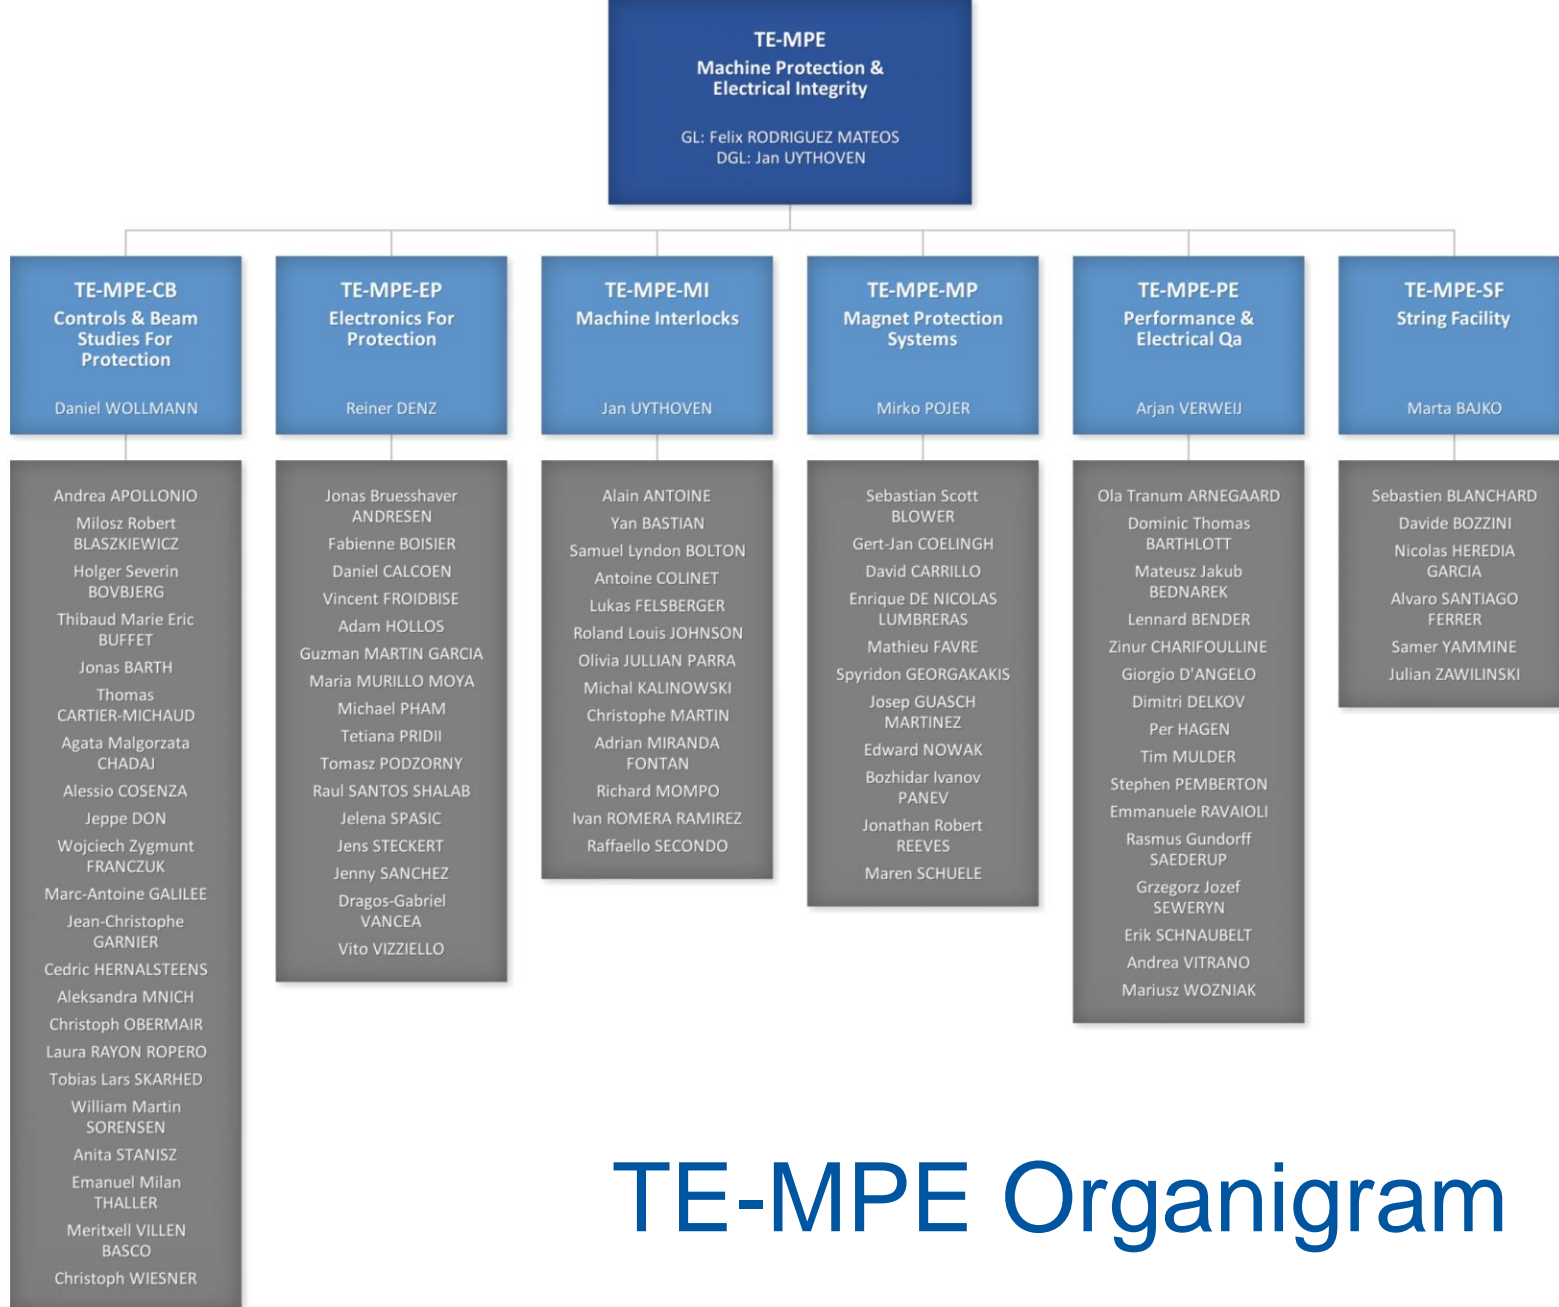 TE-MPE
Machine Protection &
Electrical Integrity
GL: Felix RODRIGUEZ MATEOS
DGL: Jan UYTHOVEN
TE-MPE-CB
Controls & Beam
Studies For
Protection
Daniel WOLLMANN
Andrea APOLLONIO
Milosz Robert
BLASZKIEWICZ
Holger Severin
BOVBJERG
Thibaud Marie Eric
BUFFET
Jonas BARTH
Thomas
CARTIER-MICHAUD
Agata Malgorzata
CHADAJ
Alessio COSENZA
Jeppe DON
Wojciech Zygmunt
FRANCZUK
Marc-Antoine GALILEE
Jean-Christophe
GARNIER
Cedric HERNALSTEENS
Aleksandra MNICH
Christoph OBERMAIR
Laura RAYON ROPERO
Tobias Lars SKARHED
William Martin
SORENSEN
Anita STANISZ
Emanuel Milan
THALLER
Meritxell VILLEN
BASCO
Christoph WIESNER
TE-MPE-EP
Electronics For
Protection
Reiner DENZ
Jonas Bruesshaver
ANDRESEN
Fabienne BOISIER
Daniel CALCOEN
Vincent FROIDBISE
Adam HOLLOS
Guzman MARTIN GARCIA
Maria MURILLO MOYA
Michael PHAM
Tetiana PRIDII
Tomasz PODZORNY
Raul SANTOS SHALAB
Jelena SPASIC
Jens STECKERT
Jenny SANCHEZ
Dragos-Gabriel
VANCEA
Vito VIZZIELLO
TE-MPE-MI
Machine Interlocks
Jan UYTHOVEN
Alain ANTOINE
Yan BASTIAN
Samuel Lyndon BOLTON
Antoine COLINET
Lukas FELSBERGER
Roland Louis JOHNSON
Olivia JULLIAN PARRA
Michal KALINOWSKI
Christophe MARTIN
Adrian MIRANDA
FONTAN
Richard MOMPO
Ivan ROMERA RAMIREZ
Raffaello SECONDO
TE-MPE-MP
Magnet Protection
Systems
Mirko POJER
Sebastian Scott
BLOWER
Gert-Jan COELINGH
David CARRILLO
Enrique DE NICOLAS
LUMBRERAS
Mathieu FAVRE
Spyridon GEORGAKAKIS
Josep GUASCH
MARTINEZ
Edward NOWAK
Bozhidar Ivanov
PANEV
Jonathan Robert
REEVES
Maren SCHUELE
TE-MPE-PE
Performance &
Electrical Qa
Arjan VERWEIJ
Ola Tranum ARNEGAARD
Dominic Thomas
BARTHLOTT
Mateusz Jakub
BEDNAREK
Lennard BENDER
Zinur CHARIFOULLINE
Giorgio D'ANGELO
Dimitri DELKOV
Per HAGEN
Tim MULDER
Stephen PEMBERTON
Emmanuele RAVAIOLI
Rasmus Gundorff
SAEDERUP
Grzegorz Jozef
SEWERYN
Erik SCHNAUBELT
Andrea VITRANO
Mariusz WOZNIAK
TE-MPE-SF
String Facility
Marta BAJKO
Sebastien BLANCHARD
Davide BOZZINI
Nicolas HEREDIA
GARCIA
Alvaro SANTIAGO
FERRER
Samer YAMMINE
Julian ZAWILINSKI
TE-MPE Organigram